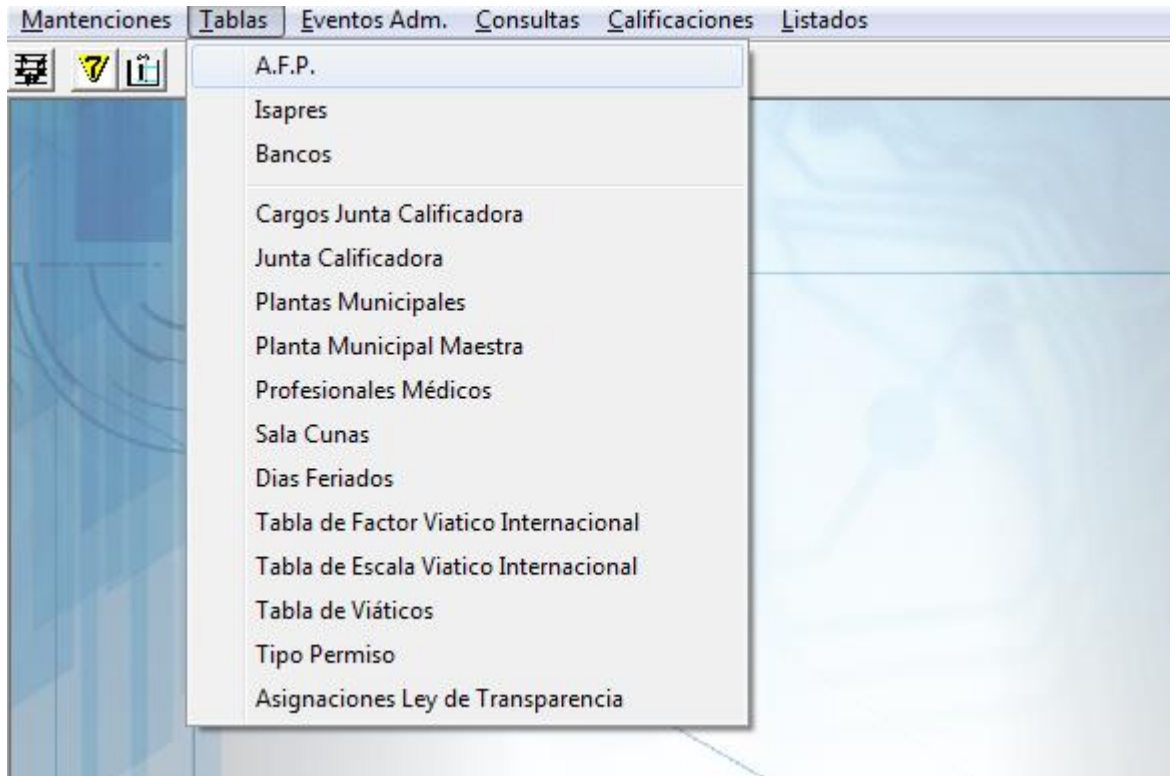 Mantenciones Tablas Eventos Adm. Consultas Calificaciones Listados
A.F.P.
Isapres
Bancos
Cargos Junta Calificadora
Junta Calificadora
Plantas Municipales
Planta Municipal Maestra
Profesionales Médicos
Sala Cunas
Dias Feriados
Tabla de Factor Viatico Internacional
Tabla de Escala Viatico Internacional
Tabla de Viáticos
Tipo Permiso
Asignaciones Ley de Transparencia